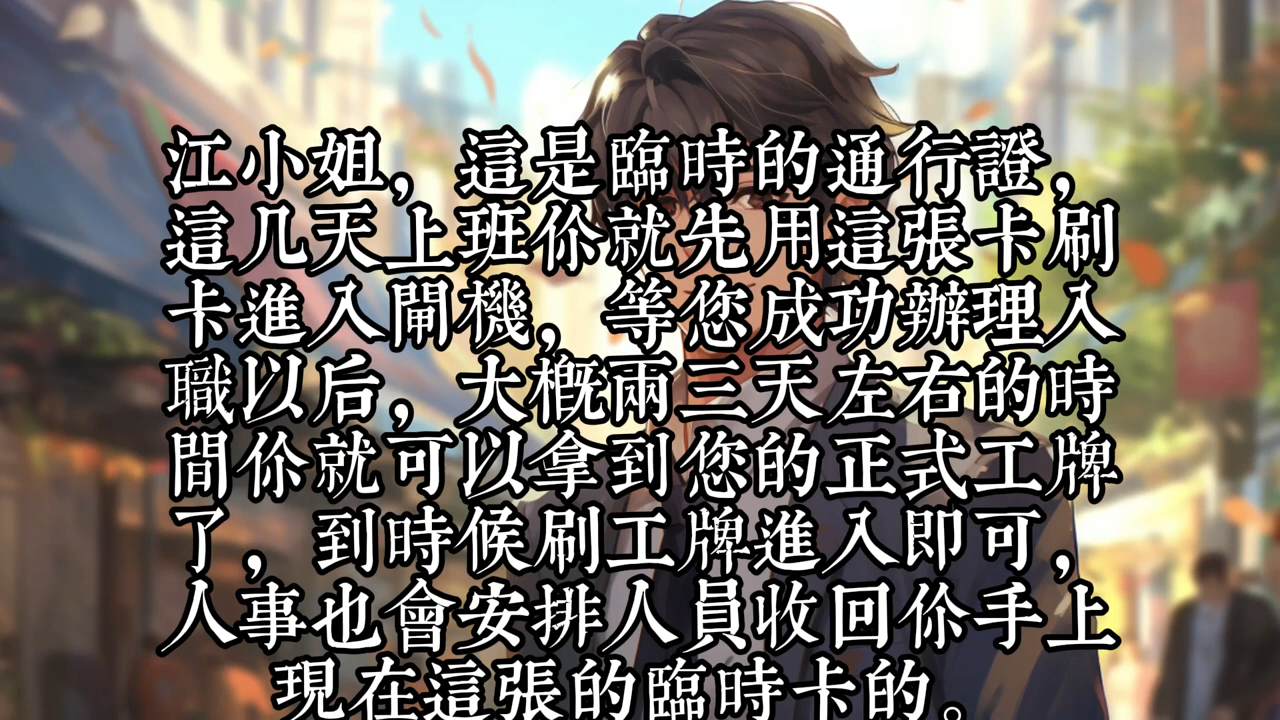 江小姐，這是臨時的通行證，
這几天上班你就先用這張卡刷
卡進入閘機，等您成功辦理入
職以后，大概兩三天左右的時
間你就可以拿到您的正式工牌
了，到時候刷工牌進入即可，
人事也會安排人員收回你手上
現在這張的臨時卡的。